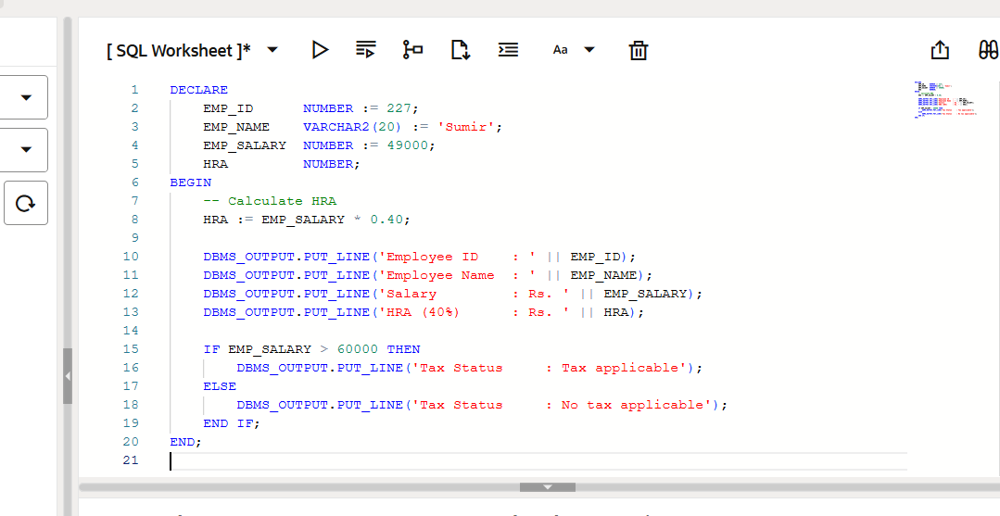 [ SQL Worksheet ]* Aa
1 DECLARE
2     EMP_ID      NUMBER := 227;
3     EMP_NAME    VARCHAR2(20) := 'Sumir';
4     EMP_SALARY  NUMBER := 49000;
5     HRA         NUMBER;
6 BEGIN
7     -- Calculate HRA
8     HRA := EMP_SALARY * 0.40;
9
10     DBMS_OUTPUT.PUT_LINE('Employee ID    : ' || EMP_ID);
11     DBMS_OUTPUT.PUT_LINE('Employee Name  : ' || EMP_NAME);
12     DBMS_OUTPUT.PUT_LINE('Salary         : Rs. ' || EMP_SALARY);
13     DBMS_OUTPUT.PUT_LINE('HRA (40%)      : Rs. ' || HRA);
14
15     IF EMP_SALARY > 60000 THEN
16         DBMS_OUTPUT.PUT_LINE('Tax Status     : Tax applicable');
17     ELSE
18         DBMS_OUTPUT.PUT_LINE('Tax Status     : No tax applicable');
19     END IF;
20 END;
21